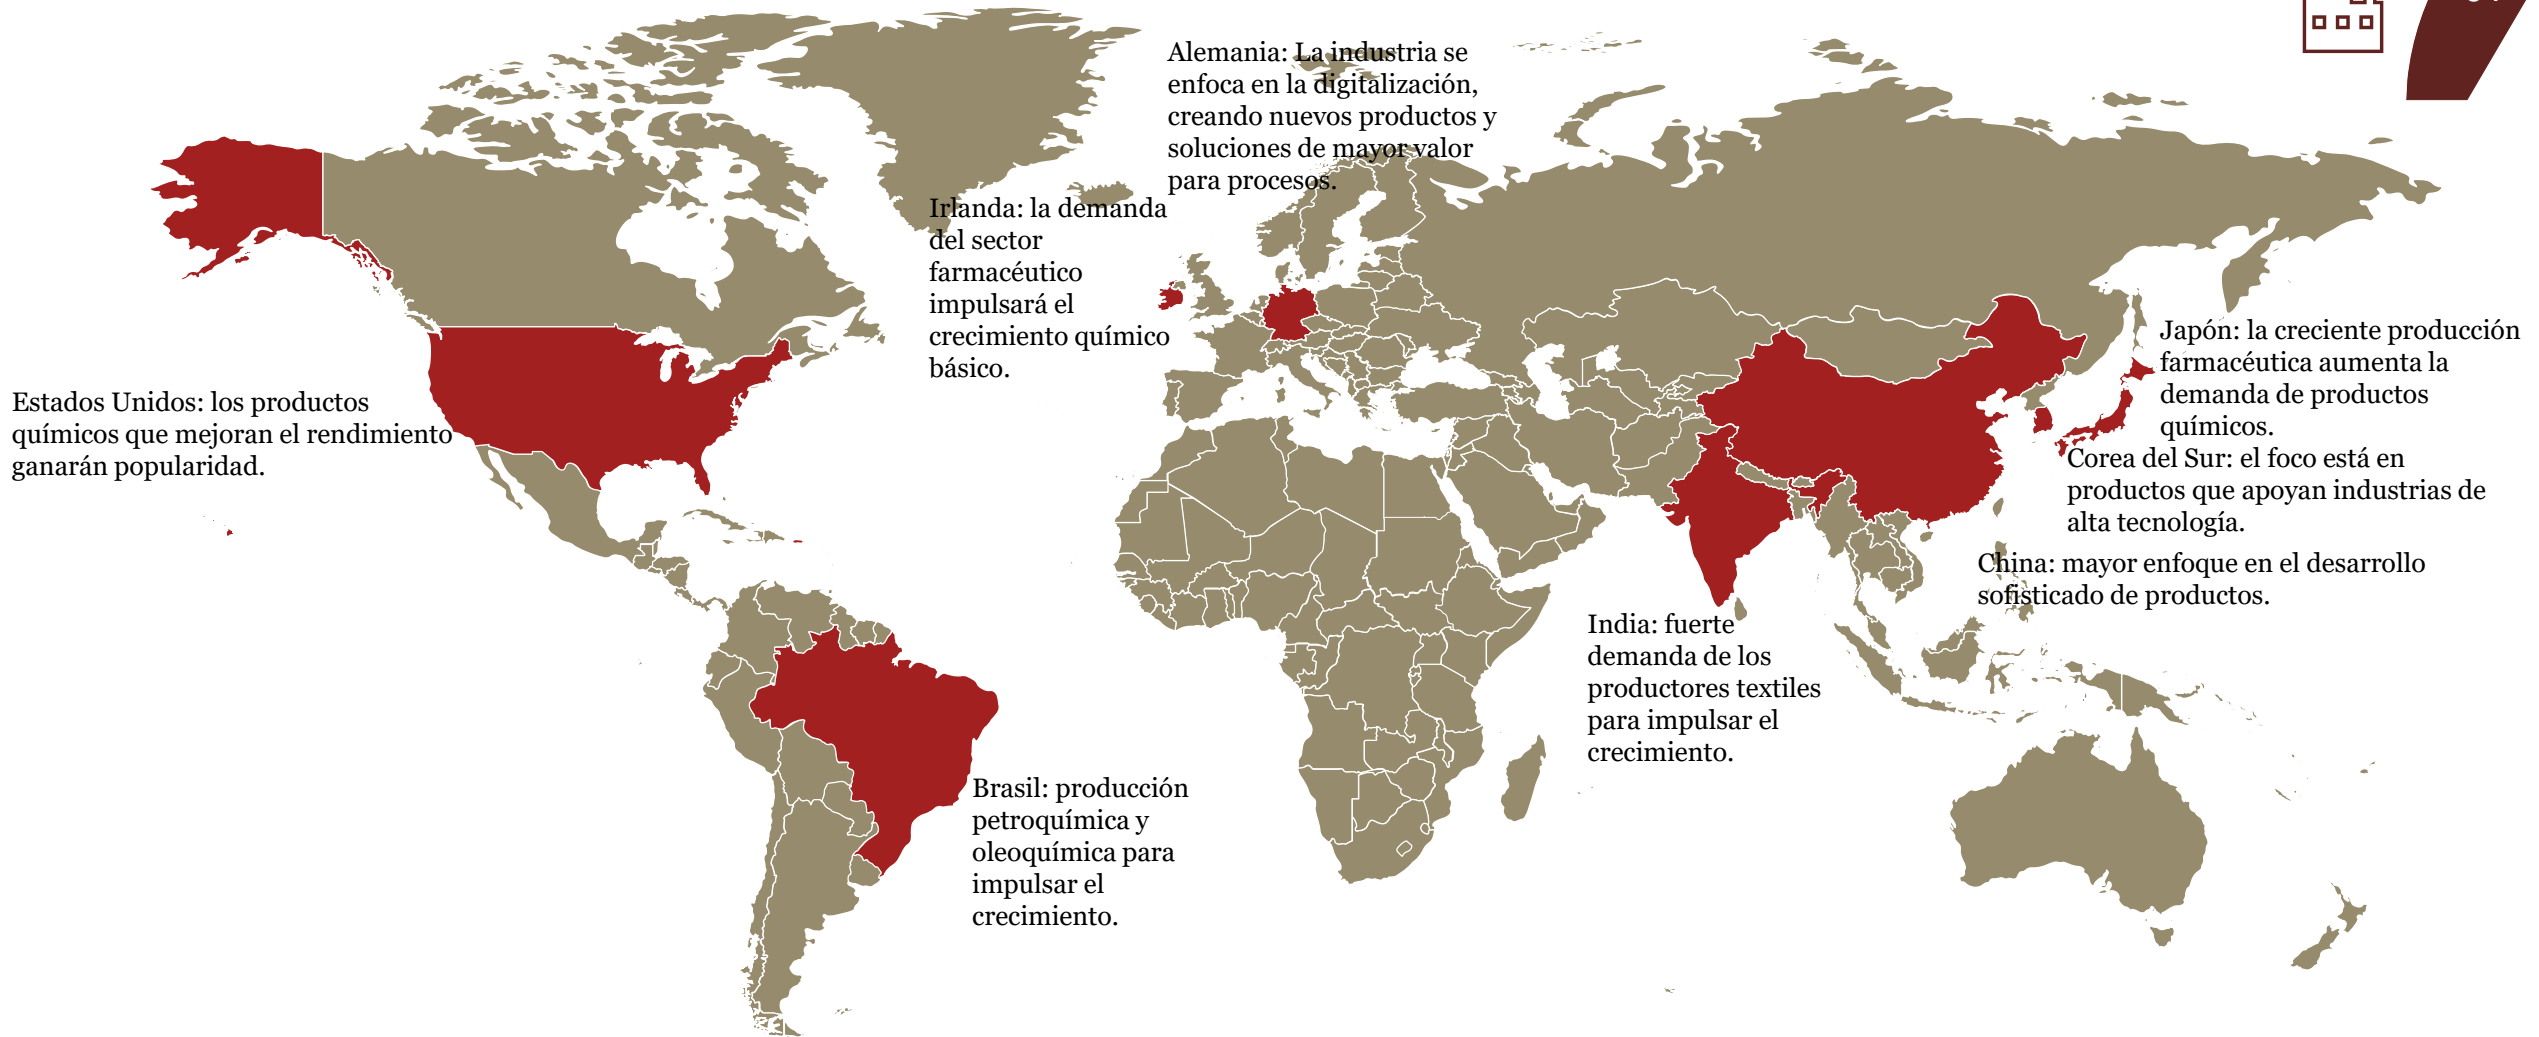 Alemania: La industria se
enfoca en la digitalización,
creando nuevos productos y
soluciones de mayor valor
para procesos.
Irlanda: la demanda
del sector
farmacéutico
impulsará el
crecimiento químico
básico.
Japón: la creciente producción
farmacéutica aumenta la
demanda de productos
químicos.
Estados Unidos: los productos
químicos que mejoran el rendimiento
ganarán popularidad.
Corea del Sur: el foco está en
productos que apoyan industrias de
alta tecnología.
China: mayor enfoque en el desarrollo
sofisticado de productos.
India: fuerte
demanda de los
productores textiles
para impulsar el
crecimiento.
Brasil: producción
petroquímica y
oleoquímica para
impulsar el
crecimiento.